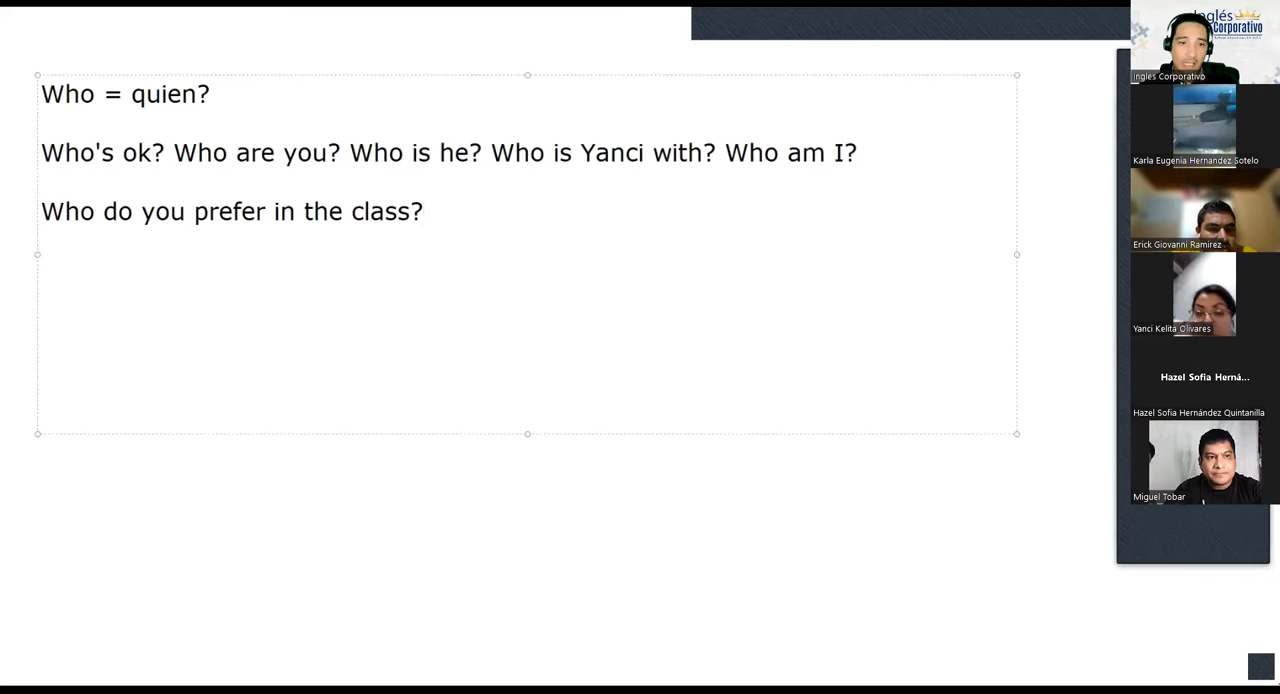 Who = quien?
Who's ok? Who are you? Who is he? Who is Yanci with? Who am I?
Who do you prefer in the class?
Inglés
Corporativo
Ingles Corporativo
Karla Eugenia Hernandez Sotelo
Erick Giovanni Ramirez
Yanci Kelita Olivares
Hazel Sofia Herná...
Hazel Sofia Hernández Quintanilla
Miguel Tobar